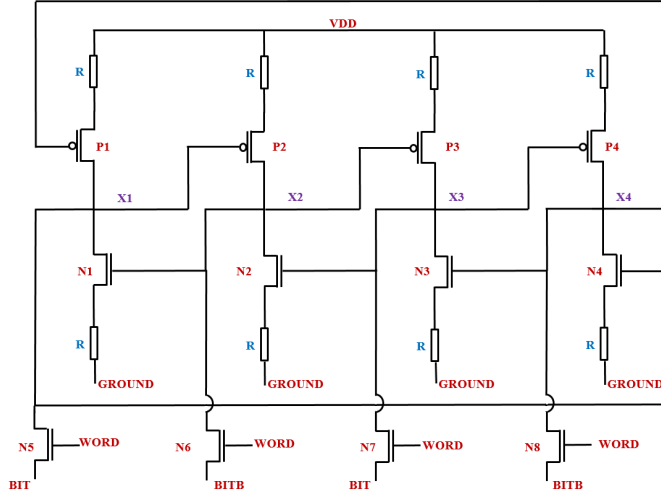 VDD
R R R R
P1 P2 P3 P4
X1 X2 X3 X4
N1 N2 N3 N4
R R R R
GROUND GROUND GROUND GROUND
N5 WORD N6 WORD N7 WORD N8 WORD
BIT BITB BIT BITB